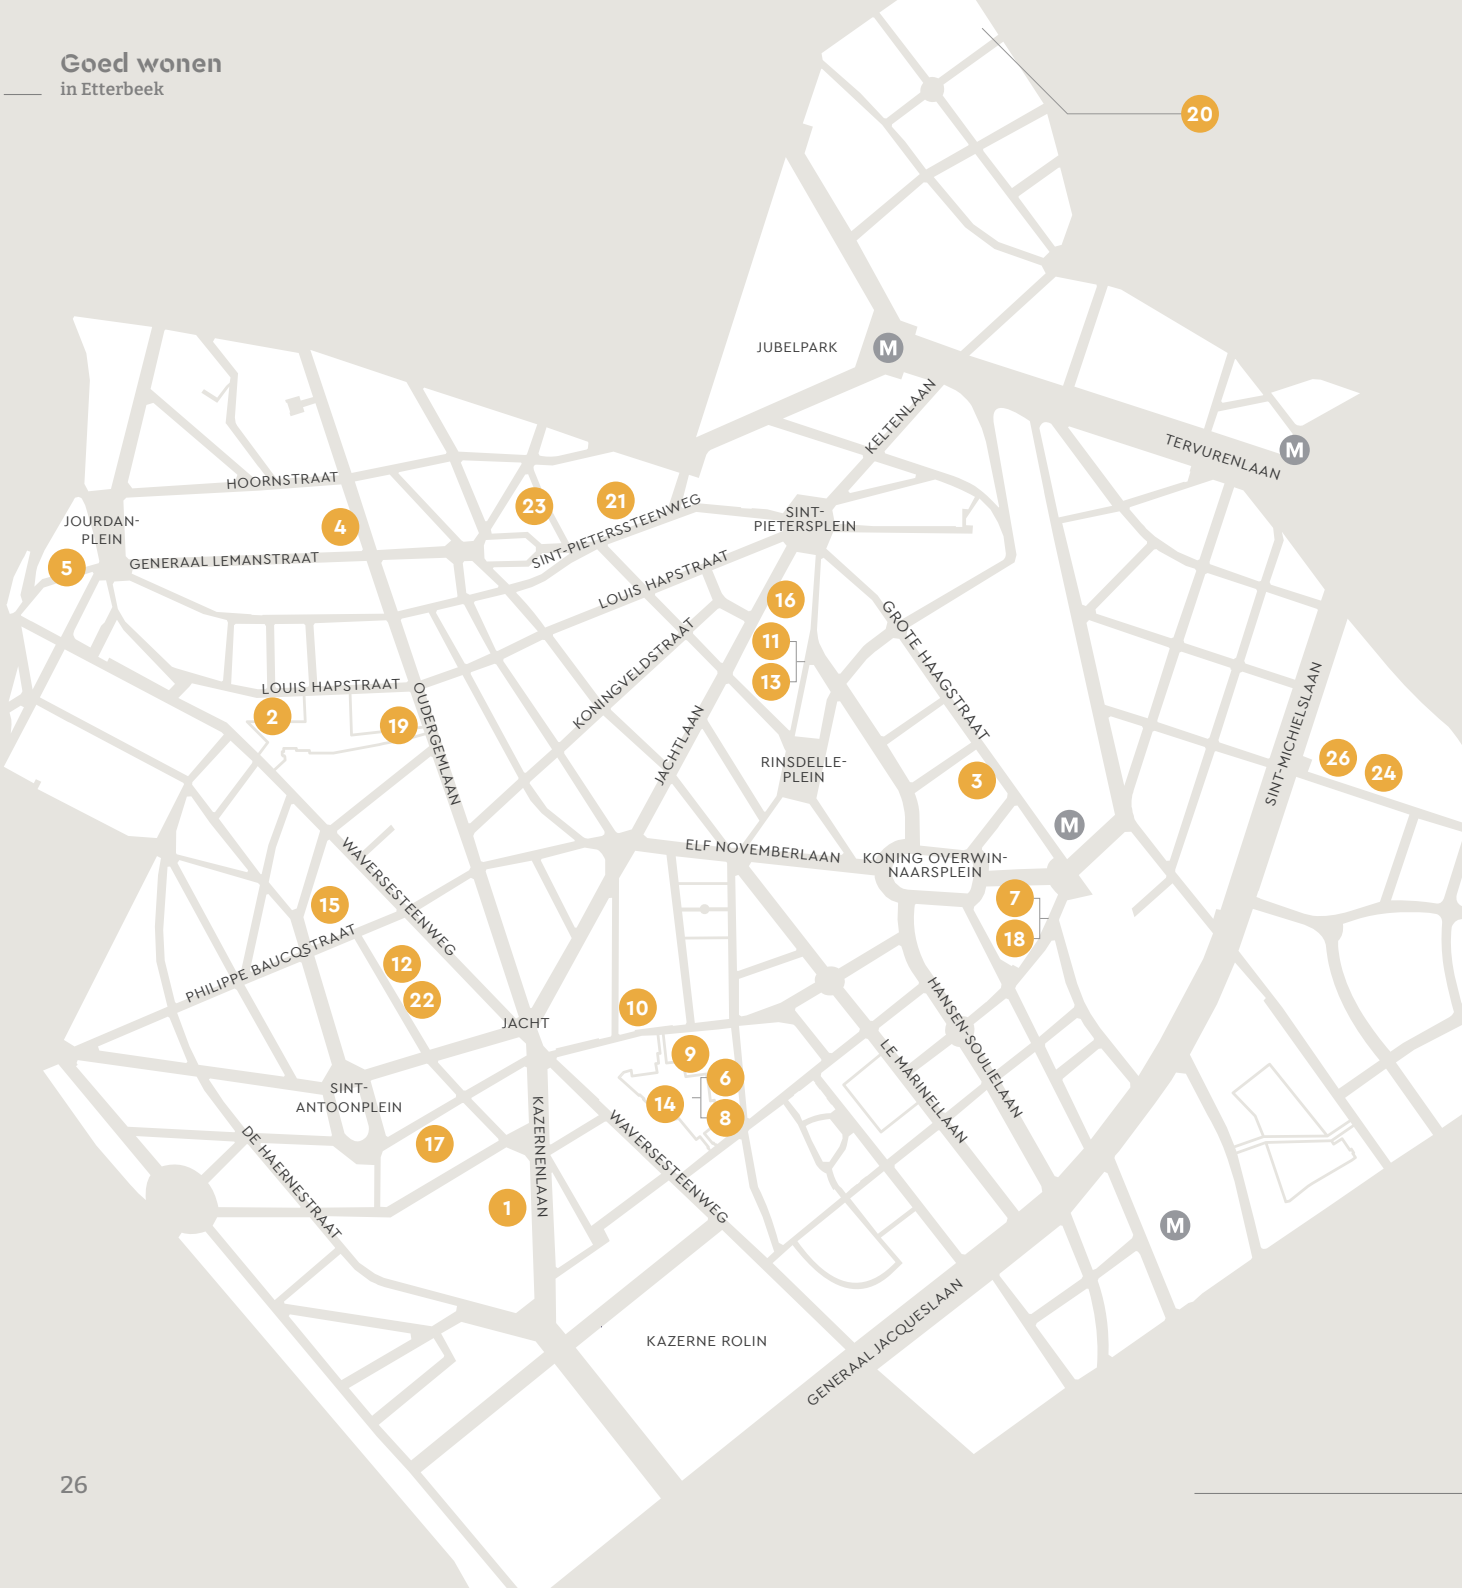 Goed wonen
in Etterbeek
20
JUBELPARK
M
KELTENLAAN
TERVURENLAAN
M
HOORNSTRAAT
23
21
SINT-PIETERSSTEENWEG
SINT-
PIETERSPLEIN
JOURDAN-
PLEIN
4
5
GENERAAL LEMANSTRAAT
LOUIS HAPSTRAAT
16
11
13
GROTE HAAGSTRAAT
KONINGVELDSTRAAT
LOUIS HAPSTRAAT
2
19
OUDERGEMLAAN
JACHTLAAN
RINSDELLE-
PLEIN
3
SINT-MICHIELSLAAN
26
24
M
WAVERSESTEENWEG
ELF NOVEMBERLAAN
KONING OVERWIN-
NAARSPLEIN
7
18
15
PHILIPPE BAUCQSTRAAT
12
22
JACHT
10
9
6
14
8
HANSEN-SOULIELAAN
LE MARINELLAAN
SINT-
ANTOONPLEIN
KAZERNENLAAN
WAVERSESTEENWEG
DE HAERNESTRAAT
17
1
M
KAZERNE ROLIN
GENERAAL JACQUESLAAN
26